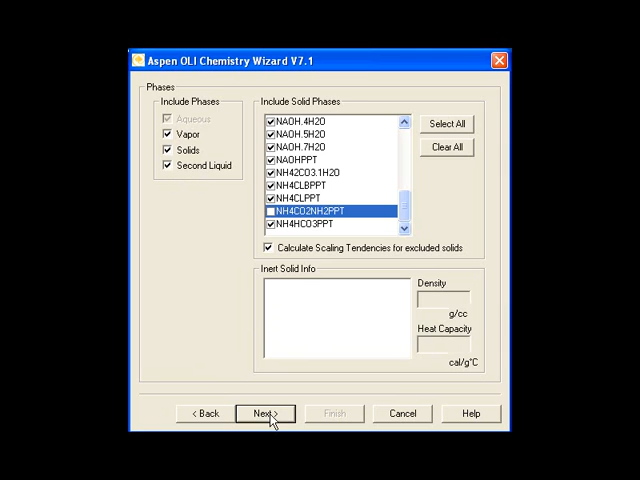 Aspen OLI Chemistry Wizard V7.1
Phases
Include Phases
Aqueous
Vapor
Solids
Second Liquid
Include Solid Phases
NAOH.4H2O
NAOH.5H2O
NAOH.7H2O
NAOHPPT
NH42CO3.1H2O
NH4CLBPPT
NH4CLPPT
NH4CO2NH2PPT
NH4HCO3PPT
Select All
Clear All
Calculate Scaling Tendencies for excluded solids
Inert Solid Info
Density
g/cc
Heat Capacity
cal/g°C
< Back
Next >
Finish
Cancel
Help